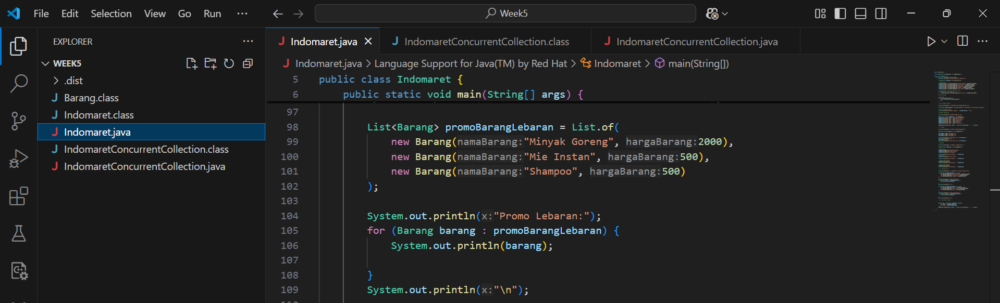 File Edit Selection View Go Run ··· Week5
EXPLORER ···
WEEK5
.dist
J Barang.class
J Indomaret.class
J Indomaret.java
J IndomaretConcurrentCollection.class
J IndomaretConcurrentCollection.java
J Indomaret.java × J IndomaretConcurrentCollection.class J IndomaretConcurrentCollection.java
J Indomaret.java > Language Support for Java(TM) by Red Hat > Indomaret > main(String[])
5 public class Indomaret {
6 public static void main(String[] args) {
97
98 List<Barang> promoBarangLebaran = List.of(
99 new Barang(namaBarang:"Minyak Goreng", hargaBarang:2000),
100 new Barang(namaBarang:"Mie Instan", hargaBarang:500),
101 new Barang(namaBarang:"Shampoo", hargaBarang:500)
102 );
103
104 System.out.println(x:"Promo Lebaran:");
105 for (Barang barang : promoBarangLebaran) {
106 System.out.println(barang);
107
108 }
109 System.out.println(x:"\n");